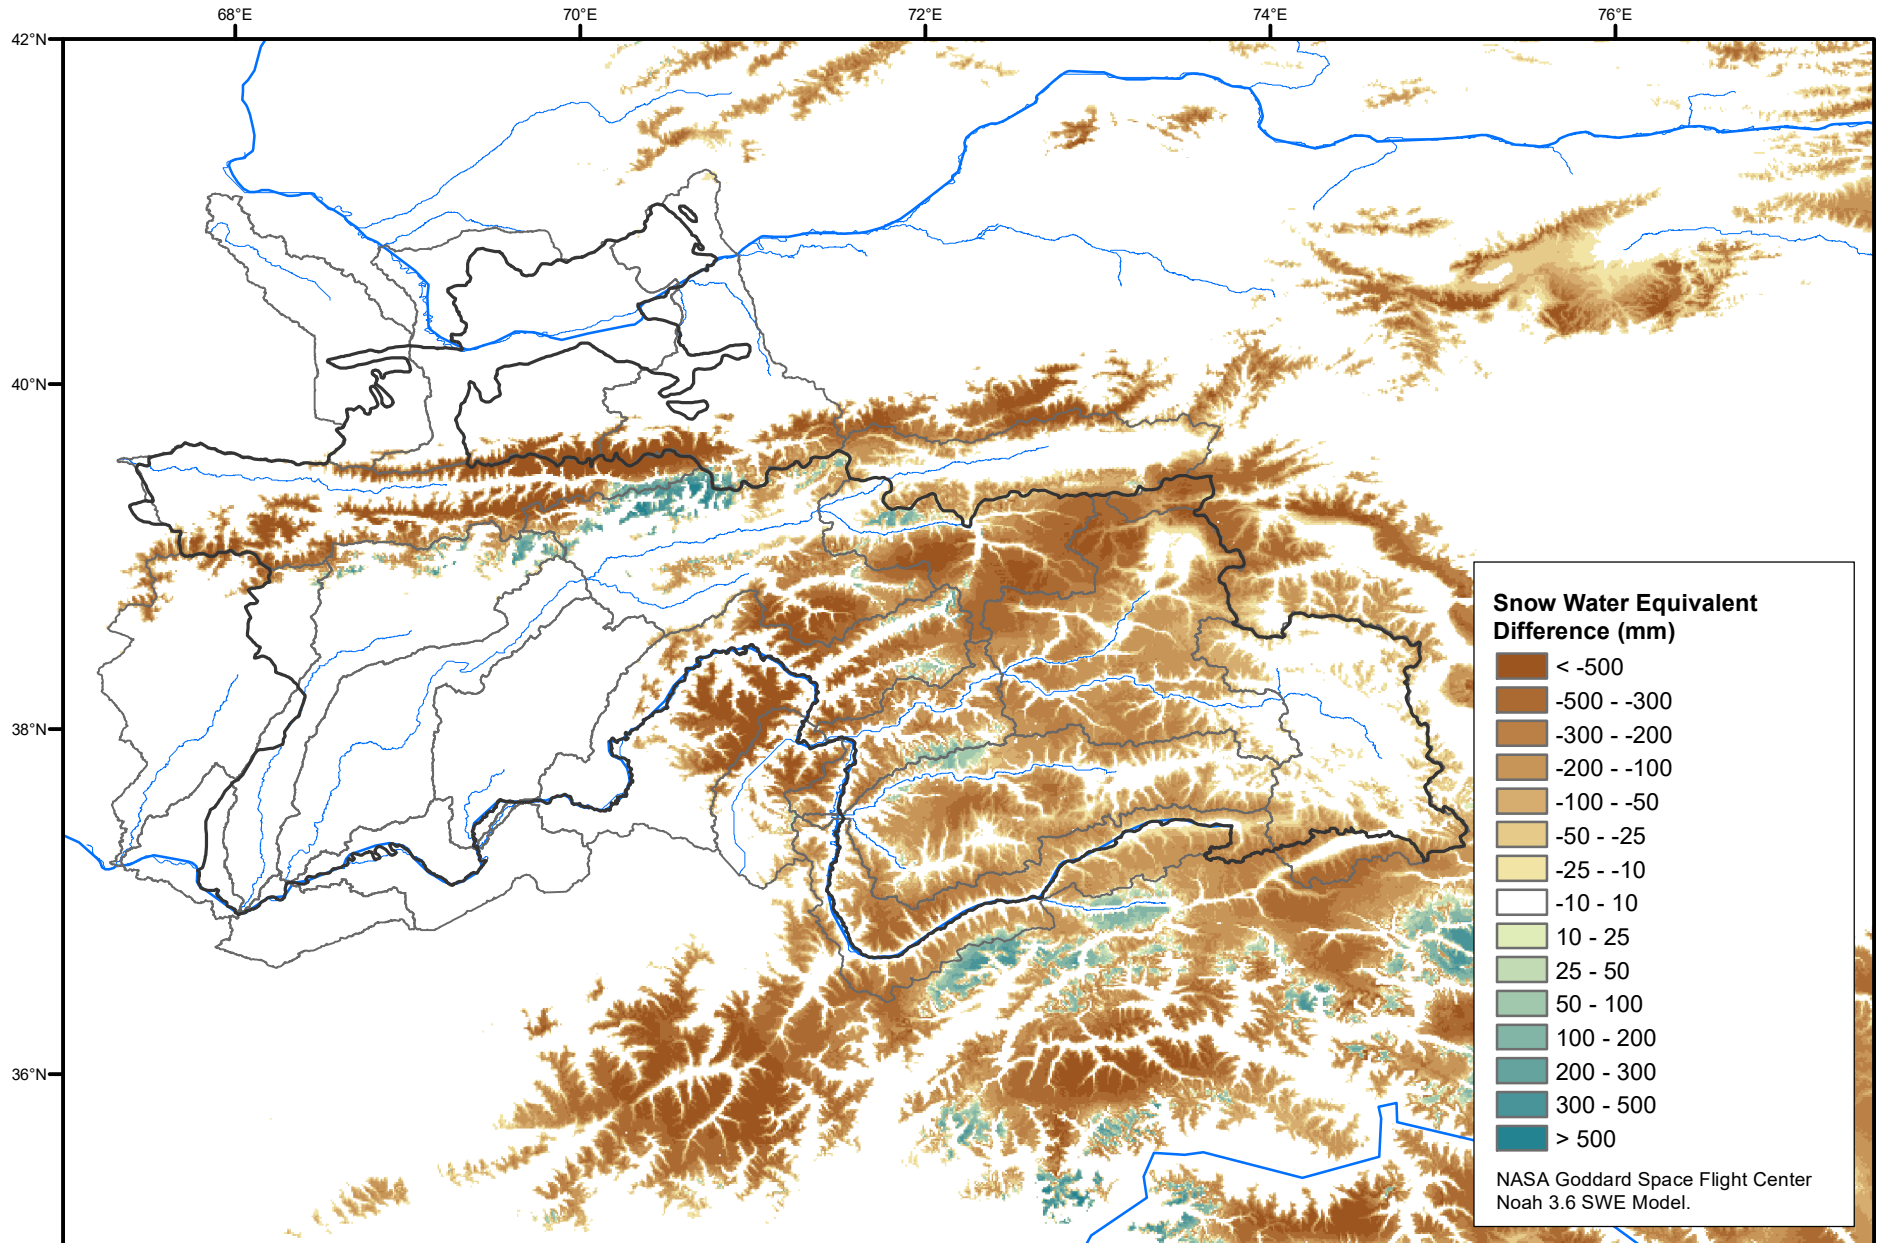 68°E
70°E
72°E
74°E
76°E
42°N
40°N
38°N
36°N
Snow Water Equivalent
Difference (mm)
< -500
-500 - -300
-300 - -200
-200 - -100
-100 - -50
-50 - -25
-25 - -10
-10 - 10
10 - 25
25 - 50
50 - 100
100 - 200
200 - 300
300 - 500
> 500
NASA Goddard Space Flight Center
Noah 3.6 SWE Model.